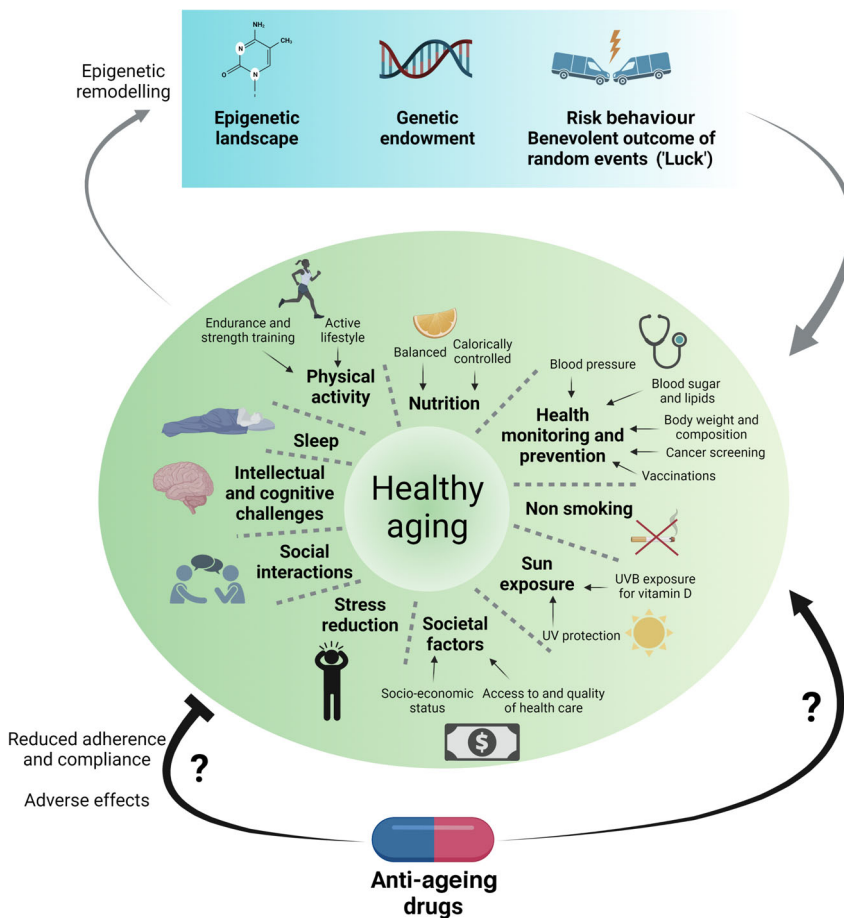 NH₂
N
CH₃
O
N
I
Epigenetic
landscape
Genetic
endowment
Risk behaviour
Benevolent outcome of
random events ('Luck')
Epigenetic
remodelling
Endurance and
strength training
Active
lifestyle
Physical
activity
Balanced
Calorically
controlled
Nutrition
Blood pressure
Blood sugar
and lipids
Body weight and
composition
Cancer screening
Vaccinations
Health
monitoring and
prevention
Sleep
Intellectual
and cognitive
challenges
Healthy
aging
Non smoking
Social
interactions
Sun
exposure
UVB exposure
for vitamin D
UV protection
Stress
reduction
Societal
factors
Socio-economic
status
Access to and quality
of health care
$
Reduced adherence
and compliance
Adverse effects
?
?
Anti-ageing
drugs